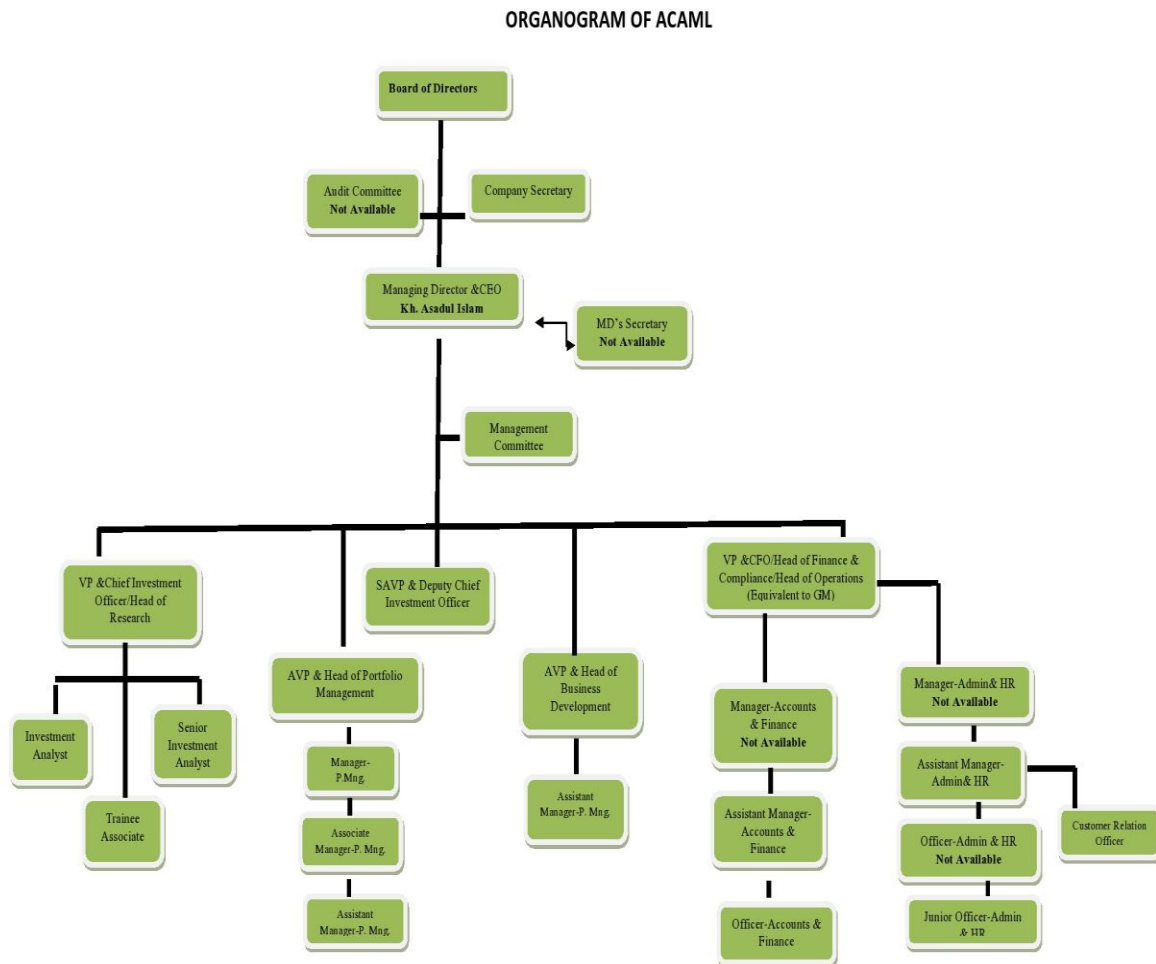 ORGANOGRAM OF ACAML
Board of Directors
Audit Committee
Not Available
Company Secretary
Managing Director &CEO
Kh. Asadul Islam
MD's Secretary
Not Available
Management
Committee
VP &Chief Investment
Officer/Head of
Research
SAVP & Deputy Chief
Investment Officer
VP &CFO/Head of Finance &
Compliance/Head of Operations
(Equivalent to GM)
AVP & Head of Portfolio
Management
AVP & Head of
Business
Development
Manager-Accounts
& Finance
Not Available
Manager-Admin& HR
Not Available
Investment
Analyst
Senior
Investment
Analyst
Trainee
Associate
Manager-
P.Mng.
Associate
Manager-P. Mng.
Assistant
Manager-P. Mng.
Assistant
Manager-P. Mng.
Assistant Manager-
Accounts &
Finance
Officer-Accounts &
Finance
Assistant Manager-
Admin& HR
Customer Relation
Officer
Officer-Admin & HR
Not Available
Junior Officer-Admin
& HR